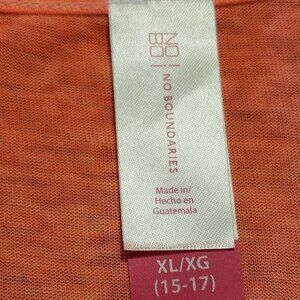 NO
BO
NO BOUNDARIES
Made in/
Hecho en
Guatemala
XL/XG
(15-17)